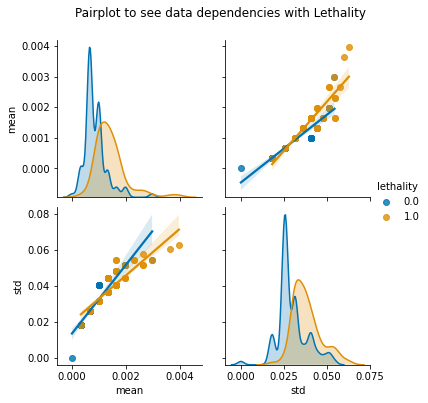 Pairplot to see data dependencies with Lethality
0.004
0.003
0.002
0.001
0.000
mean
lethality
0.0
1.0
0.08
0.06
0.04
0.02
0.00
std
0.000 0.002 0.004
mean
0.000 0.025 0.050 0.075
std